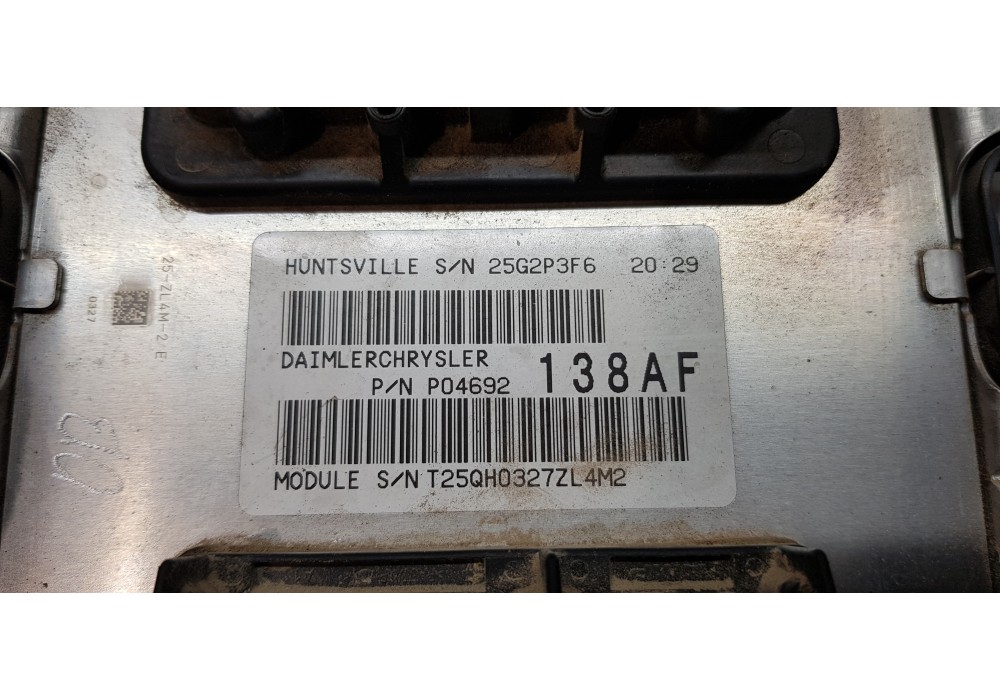 HUNTSVILLE S/N 25G2P3F6 20:29
DAIMLERCHRYSLER
P/N P04692 138AF
MODULE S/N T25QH0327ZL4M2
25-ZL4M-2 E
0327